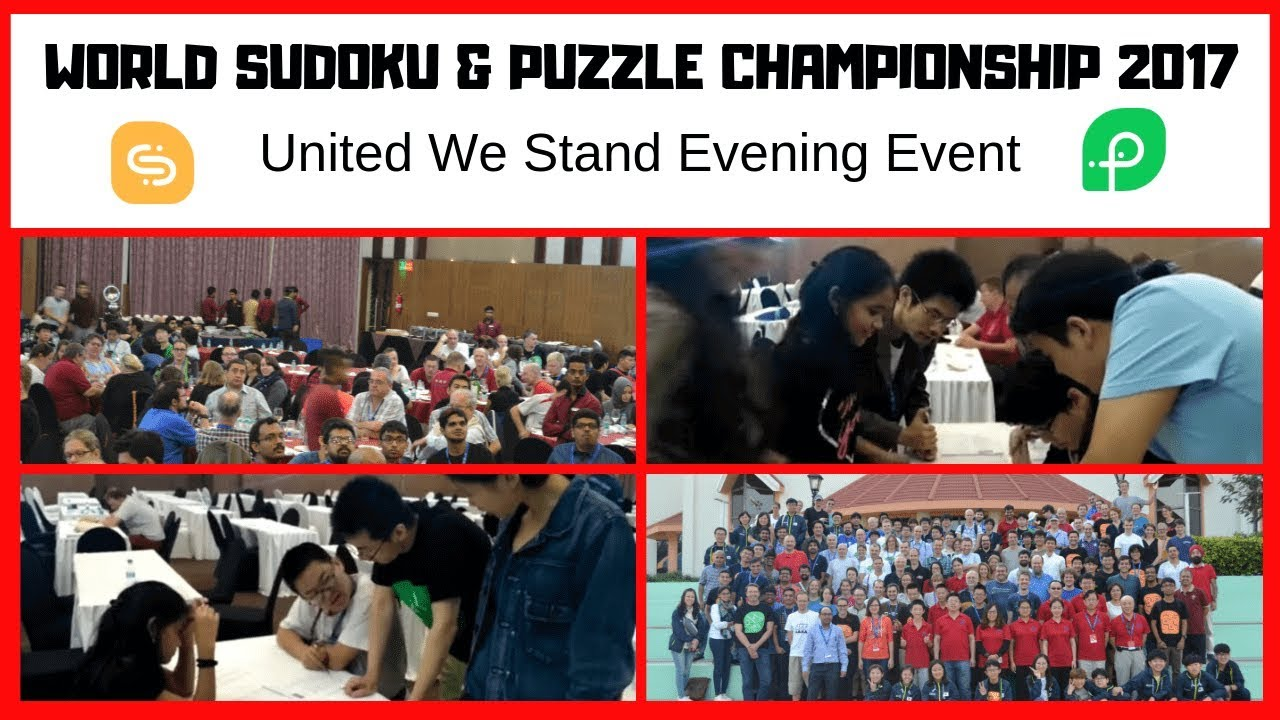 WORLD SUDOKU & PUZZLE CHAMPIONSHIP 2017
United We Stand Evening Event